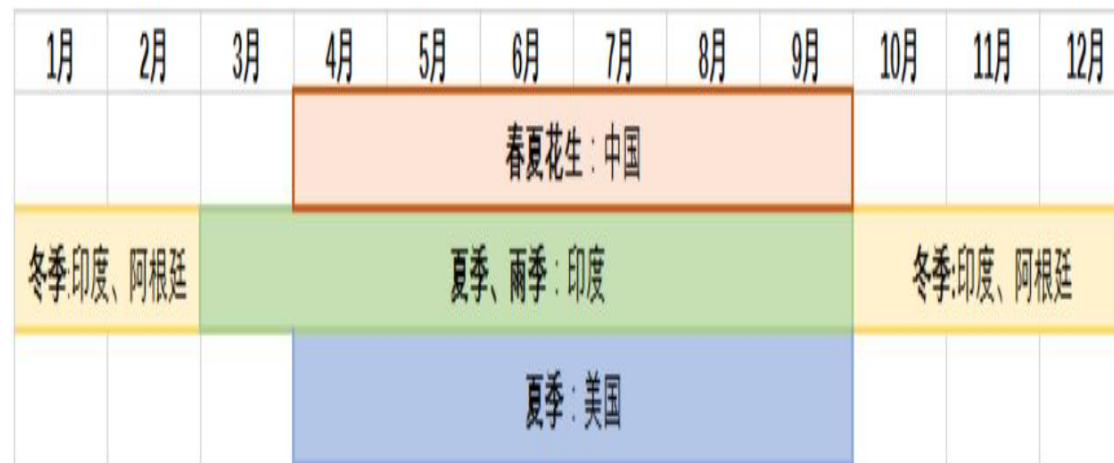 1月 2月 3月 4月 5月 6月 7月 8月 9月 10月 11月 12月
春夏花生：中国
冬季:印度、阿根廷 夏季、雨季：印度 冬季:印度、阿根廷
夏季：美国